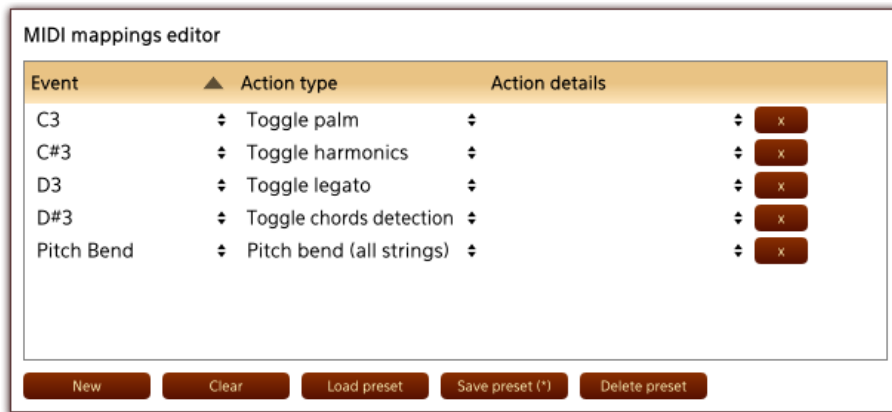 MIDI mappings editor
Event Action type Action details
C3 Toggle palm x
C#3 Toggle harmonics x
D3 Toggle legato x
D#3 Toggle chords detection x
Pitch Bend Pitch bend (all strings) x
New Clear Load preset Save preset (*) Delete preset